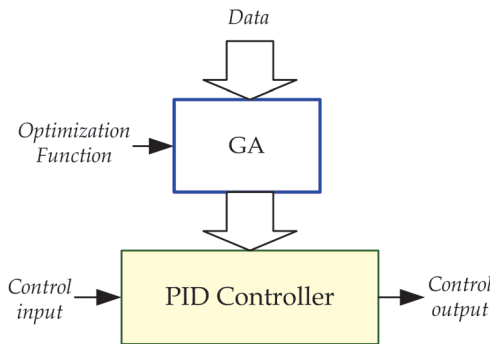 Data
Optimization
Function
GA
Control
input
PID Controller
Control
output